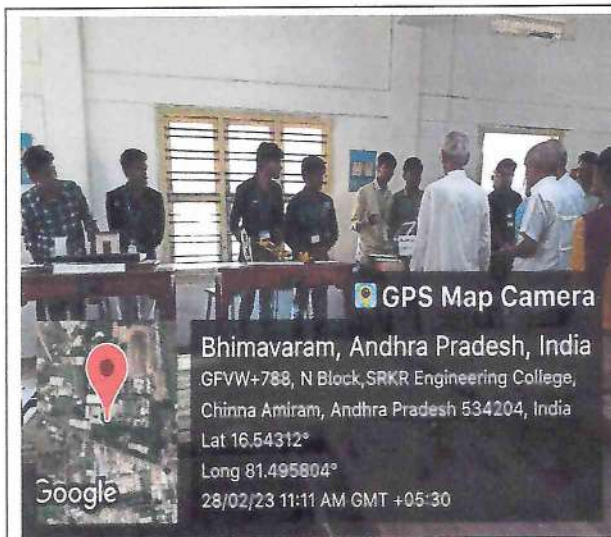 GPS Map Camera
Bhimavaram, Andhra Pradesh, India
GFVW+788, N Block,SRKR Engineering College,
Chinna Amiram, Andhra Pradesh 534204, India
Lat 16.54312°
Long 81.495804°
28/02/23 11:11 AM GMT +05:30
Google